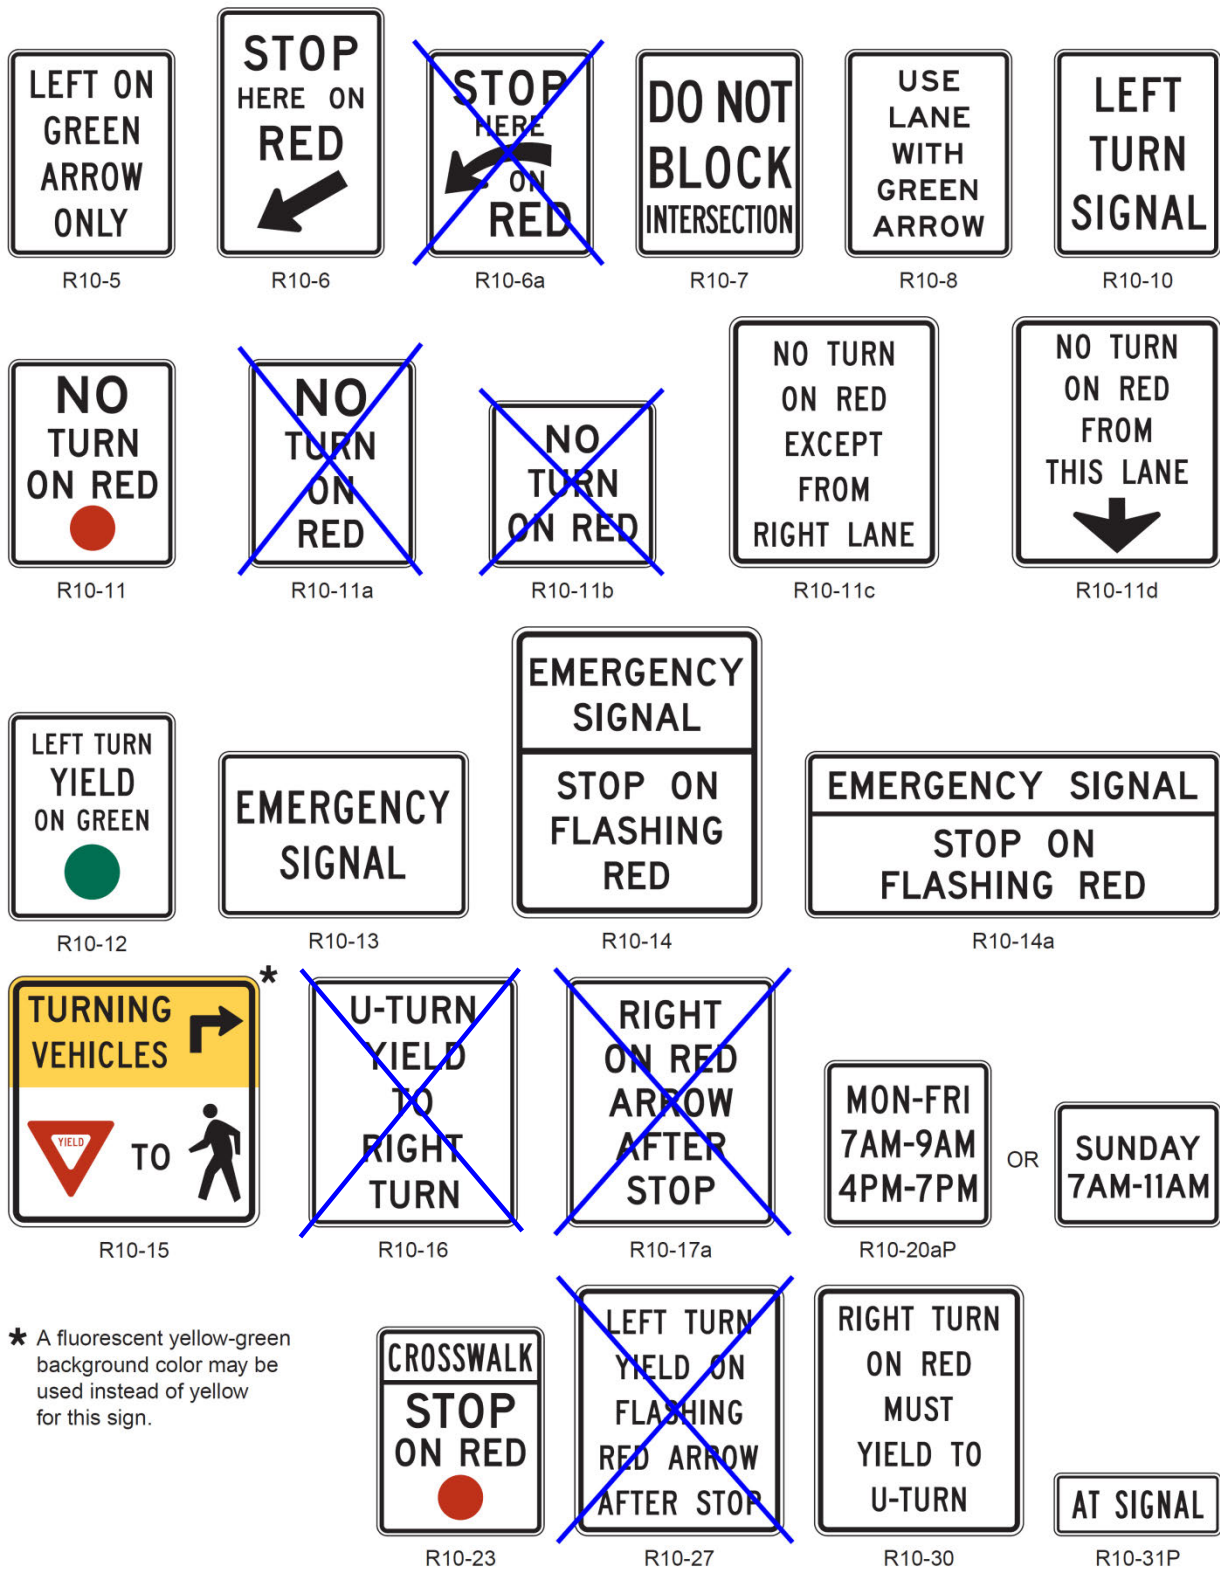 LEFT ON
GREEN
ARROW
ONLY
R10-5
STOP
HERE ON
RED
R10-6
STOP
HERE
ON
RED
R10-6a
DO NOT
BLOCK
INTERSECTION
R10-7
USE
LANE
WITH
GREEN
ARROW
R10-8
LEFT
TURN
SIGNAL
R10-10
NO
TURN
ON RED
R10-11
NO
TURN
ON
RED
R10-11a
NO
TURN
ON RED
R10-11b
NO TURN
ON RED
EXCEPT
FROM
RIGHT LANE
R10-11c
NO TURN
ON RED
FROM
THIS LANE
R10-11d
LEFT TURN
YIELD
ON GREEN
R10-12
EMERGENCY
SIGNAL
R10-13
EMERGENCY
SIGNAL
STOP ON
FLASHING
RED
R10-14
EMERGENCY SIGNAL
STOP ON
FLASHING RED
R10-14a
*
TURNING
VEHICLES
YIELD
TO
R10-15
U-TURN
YIELD
TO
RIGHT
TURN
R10-16
RIGHT
ON RED
ARROW
AFTER
STOP
R10-17a
MON-FRI
7AM-9AM
4PM-7PM
R10-20aP
OR
SUNDAY
7AM-11AM
* A fluorescent yellow-green
background color may be
used instead of yellow
for this sign.
CROSSWALK
STOP
ON RED
R10-23
LEFT TURN
YIELD ON
FLASHING
RED ARROW
AFTER STOP
R10-27
RIGHT TURN
ON RED
MUST
YIELD TO
U-TURN
R10-30
AT SIGNAL
R10-31P